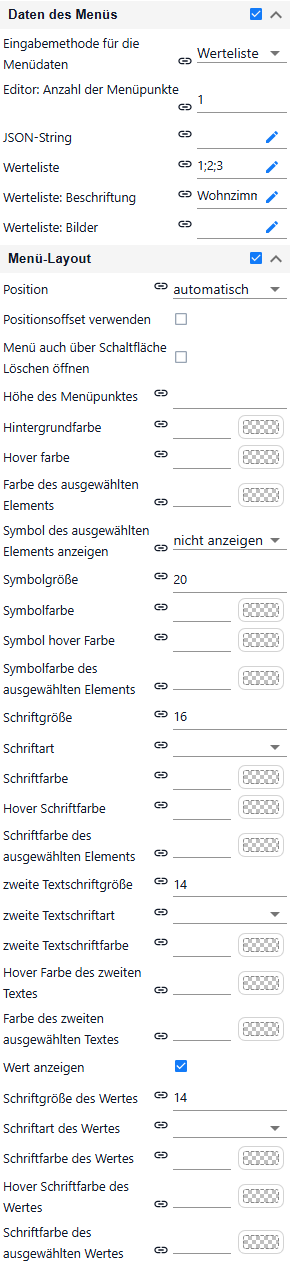 Daten des Menüs
Eingabemethode für die
Menüdaten
Werteliste
Editor: Anzahl der Menüpunkte
1
JSON-String
Werteliste
1;2;3
Werteliste: Beschriftung
Wohnzimn
Werteliste: Bilder
Menü-Layout
Position
automatisch
Positionsoffset verwenden
Menü auch über Schaltfläche
Löschen öffnen
Höhe des Menüpunktes
Hintergrundfarbe
Hover farbe
Farbe des ausgewählten
Elements
Symbol des ausgewählten
Elements anzeigen
nicht anzeigen
Symbolgröße
20
Symbolfarbe
Symbol hover Farbe
Symbolfarbe des
ausgewählten Elements
Schriftgröße
16
Schriftart
Schriftfarbe
Hover Schriftfarbe
Schriftfarbe des
ausgewählten Elements
zweite Textschriftgröße
14
zweite Textschriftart
zweite Textschriftfarbe
Hover Farbe des zweiten
Textes
Farbe des zweiten
ausgewählten Textes
Wert anzeigen
Schriftgröße des Wertes
14
Schriftart des Wertes
Schriftfarbe des Wertes
Hover Schriftfarbe des
Wertes
Schriftfarbe des
ausgewählten Wertes